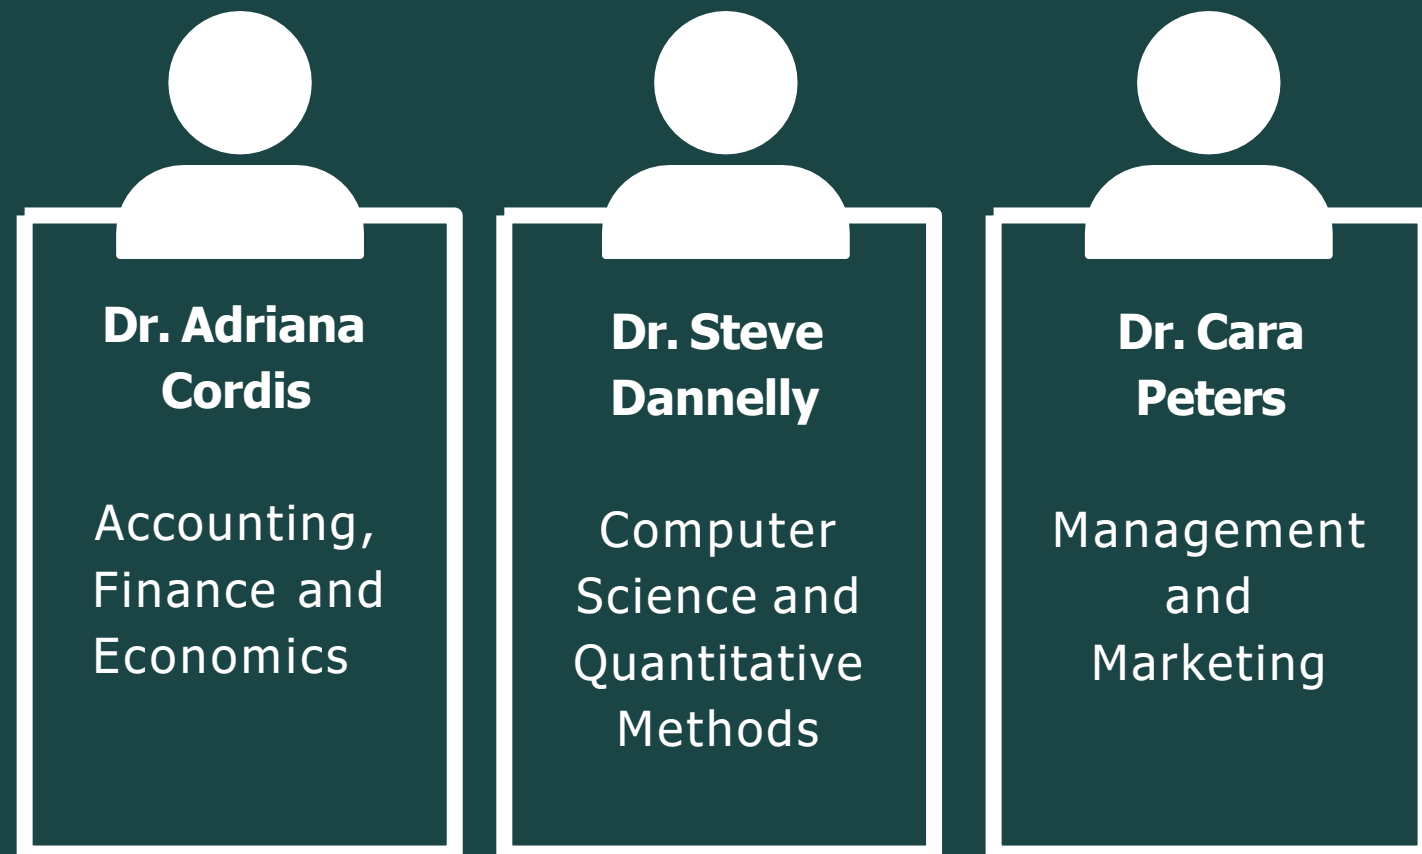 Dr. Adriana
Cordis
Accounting,
Finance and
Economics
Dr. Steve
Dannelly
Computer
Science and
Quantitative
Methods
Dr. Cara
Peters
Management
and
Marketing